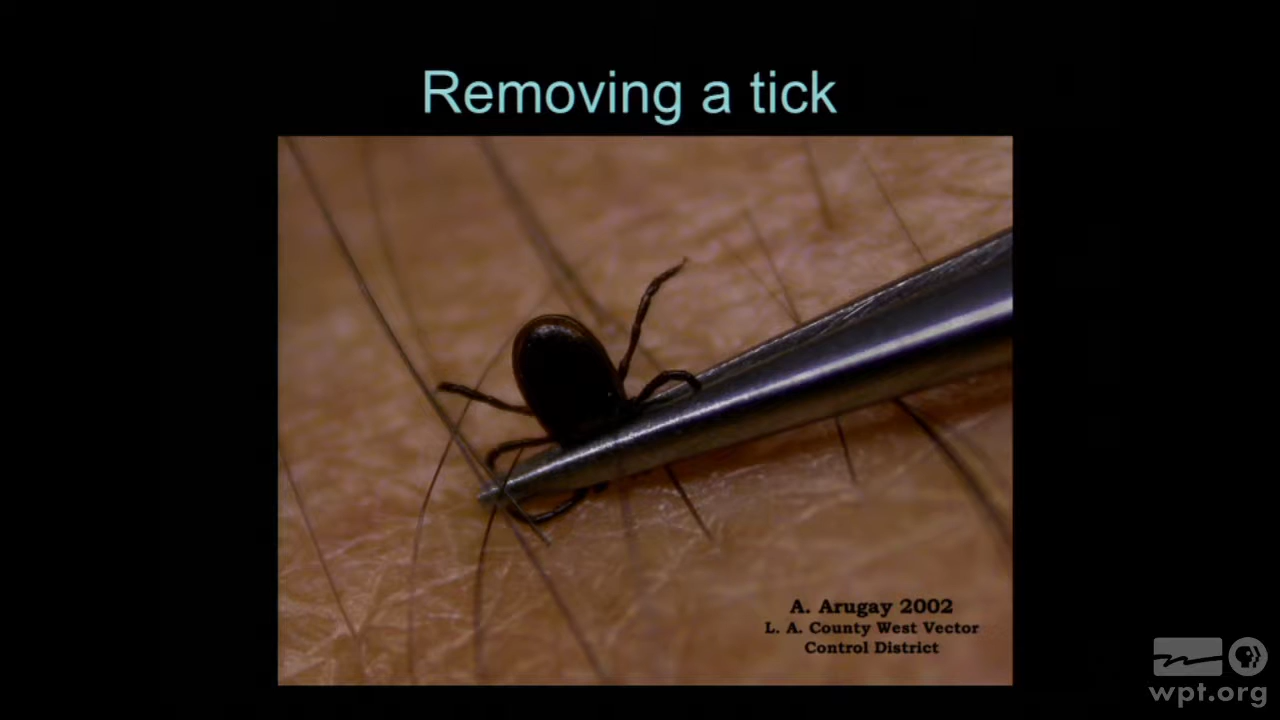 Removing a tick
A. Arugay 2002
L. A. County West Vector
Control District
wpt.org